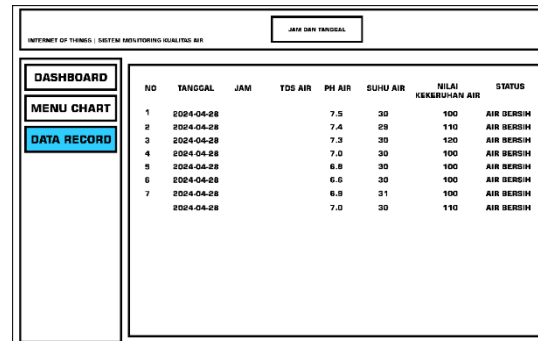 JAM DAN TANGGAL
INTERNET OF THINGS | SISTEM MONITORING KUALITAS AIR
DASHBOARD
MENU CHART
DATA RECORD
NO TANGGAL JAM TDS AIR PH AIR SUHU AIR NILAI KEKERUHAN AIR STATUS
1 2024-04-28 7.5 30 100 AIR BERSIH
2 2024-04-28 7.4 29 110 AIR BERSIH
3 2024-04-28 7.3 30 120 AIR BERSIH
4 2024-04-28 7.0 30 100 AIR BERSIH
5 2024-04-28 6.8 30 100 AIR BERSIH
6 2024-04-28 6.6 30 100 AIR BERSIH
7 2024-04-28 6.9 31 100 AIR BERSIH
2024-04-28 7.0 30 110 AIR BERSIH